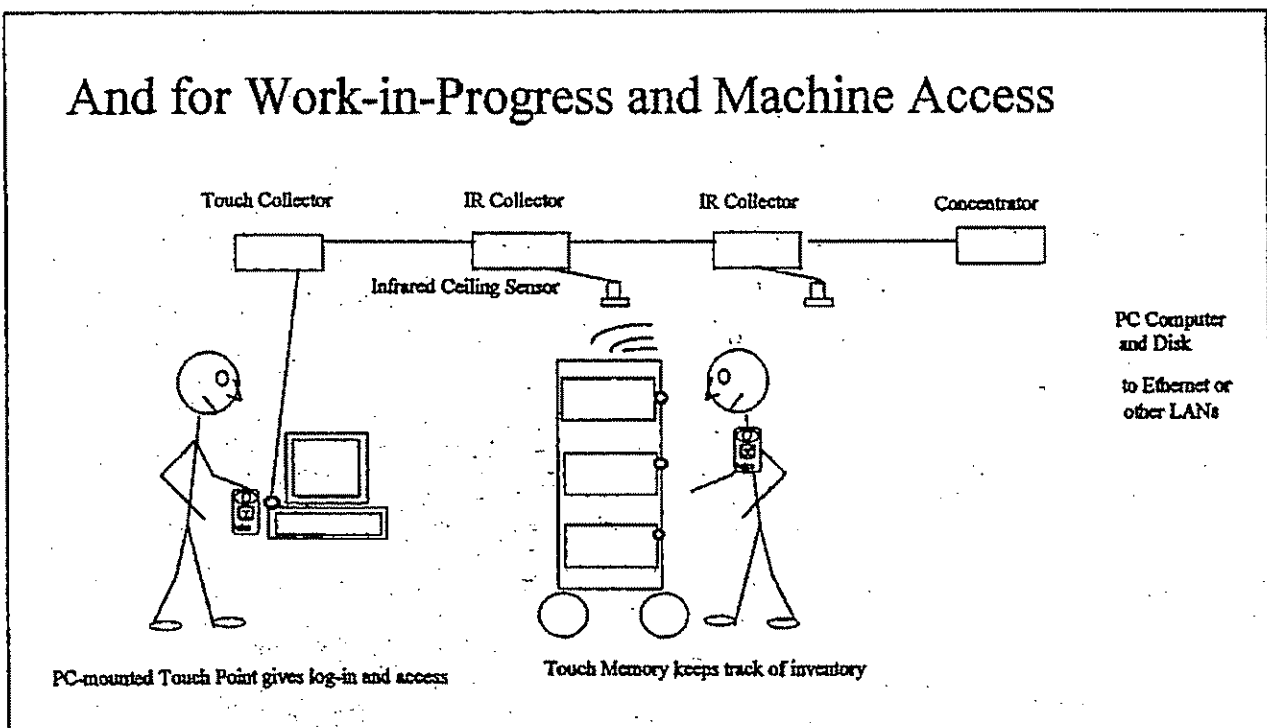 And for Work-in-Progress and Machine Access
Touch Collector
IR Collector
IR Collector
Concentrator
Infrared Ceiling Sensor
PC Computer
and Disk
to Ethernet or
other LANs
PC-mounted Touch Point gives log-in and access
Touch Memory keeps track of inventory